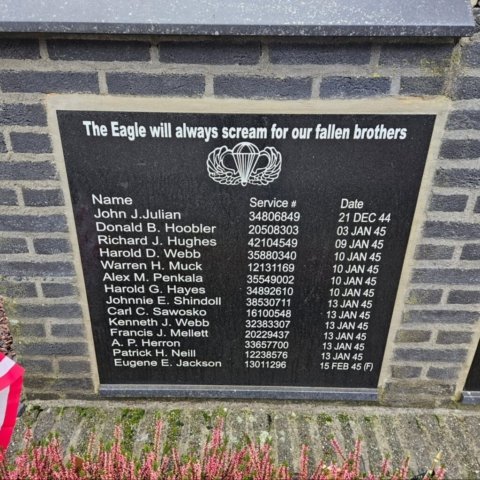 The Eagle will always scream for our fallen brothers
Name Service # Date
John J.Julian 34806849 21 DEC 44
Donald B. Hoobler 20508303 03 JAN 45
Richard J. Hughes 42104549 09 JAN 45
Harold D. Webb 35880340 10 JAN 45
Warren H. Muck 12131169 10 JAN 45
Alex M. Penkala 35549002 10 JAN 45
Harold G. Hayes 34892610 10 JAN 45
Johnnie E. Shindoll 38530711 13 JAN 45
Carl C. Sawosko 16100548 13 JAN 45
Kenneth J. Webb 32383307 13 JAN 45
Francis J. Mellett 20229437 13 JAN 45
A. P. Herron 33657700 13 JAN 45
Patrick H. Neill 12238576 13 JAN 45
Eugene E. Jackson 13011296 15 FEB 45 (F)